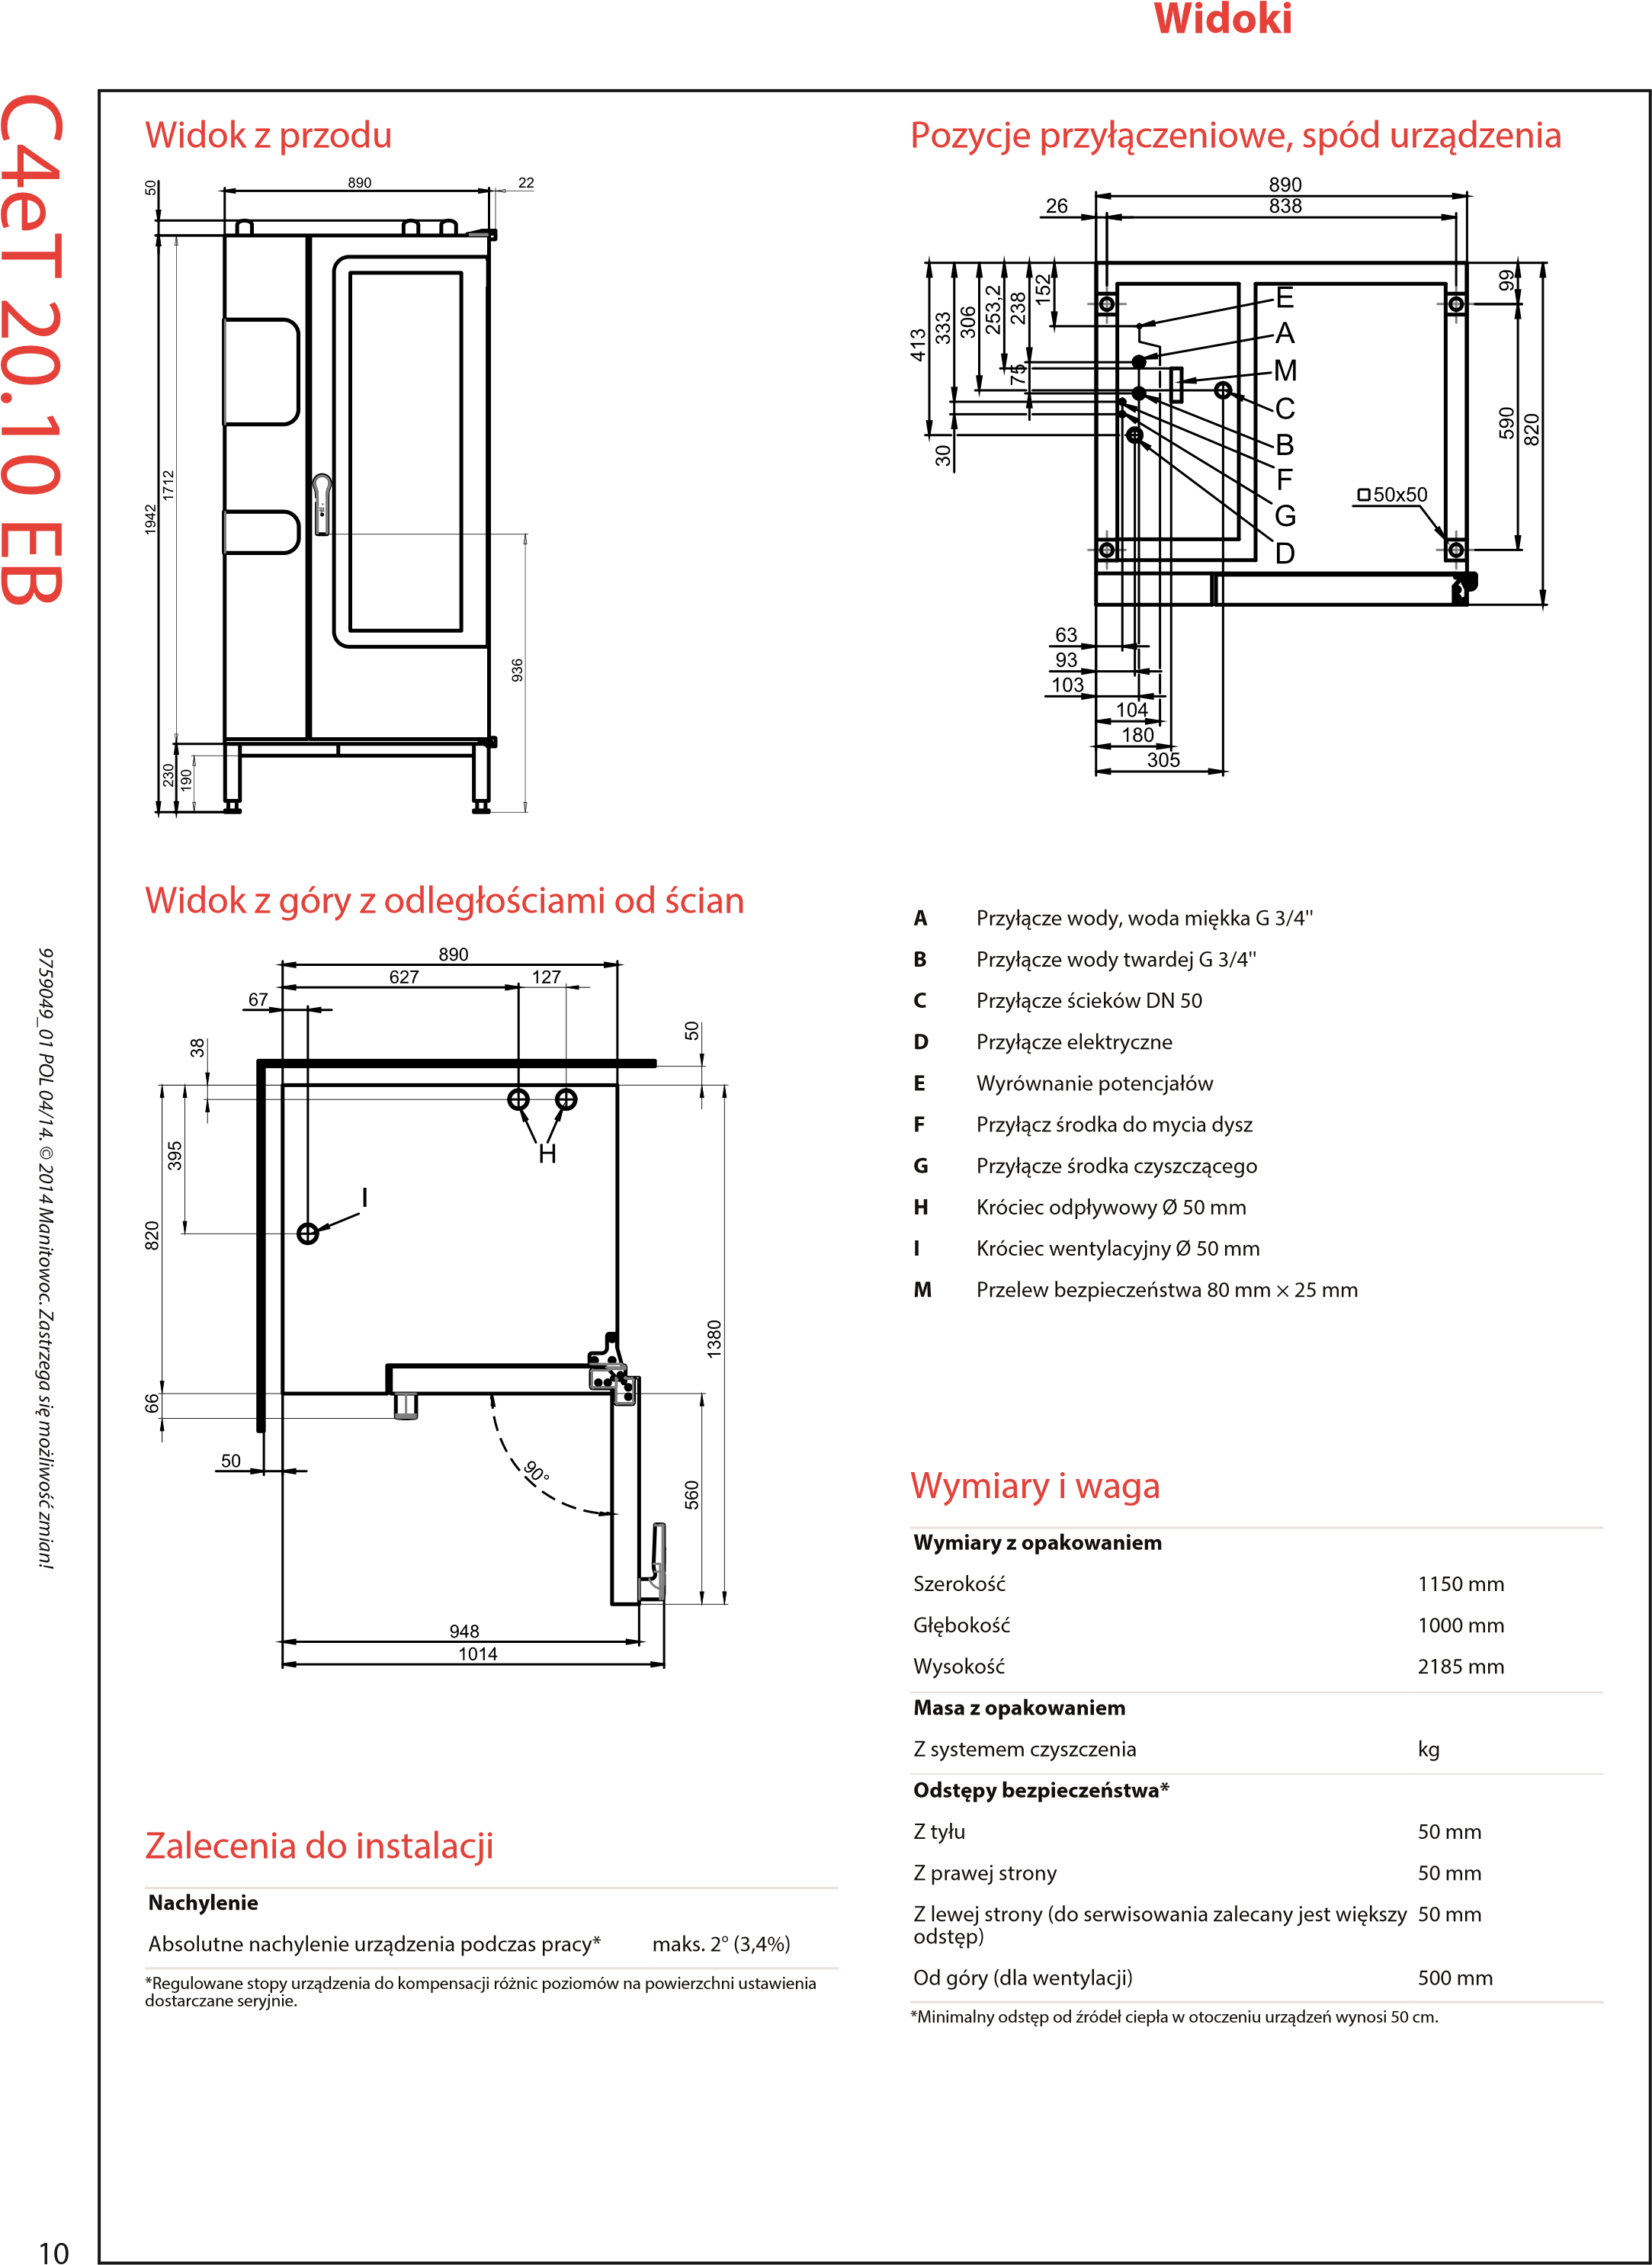 Widoki
C4eT 20.10 EB
9759049_01 POL 04/14. © 2014 Manitowoc. Zastrzega się możliwość zmian!
10
Widok z przodu
50
890
22
1942
1712
936
230
190
Pozycje przyłączeniowe, spód urządzenia
890
26
838
413
333
306
253,2
238
152
75
30
99
590
820
E
A
M
C
B
F
G
D
50x50
63
93
103
104
180
305
Widok z góry z odległościami od ścian
890
627
127
67
38
50
395
820
H
I
1380
66
50
90°
560
948
1014
A Przyłącze wody, woda miękka G 3/4"
B Przyłącze wody twardej G 3/4"
C Przyłącze ścieków DN 50
D Przyłącze elektryczne
E Wyrównanie potencjałów
F Przyłącz środka do mycia dysz
G Przyłącze środka czyszczącego
H Króciec odpływowy Ø 50 mm
I Króciec wentylacyjny Ø 50 mm
M Przelew bezpieczeństwa 80 mm × 25 mm
Zalecenia do instalacji
Nachylenie
Absolutne nachylenie urządzenia podczas pracy* maks. 2° (3,4%)
*Regulowane stopy urządzenia do kompensacji różnic poziomów na powierzchni ustawienia
dostarczane seryjnie.
Wymiary i waga
Wymiary z opakowaniem
Szerokość 1150 mm
Głębokość 1000 mm
Wysokość 2185 mm
Masa z opakowaniem
Z systemem czyszczenia kg
Odstępy bezpieczeństwa*
Z tyłu 50 mm
Z prawej strony 50 mm
Z lewej strony (do serwisowania zalecany jest większy 50 mm
odstęp)
Od góry (dla wentylacji) 500 mm
*Minimalny odstęp od źródeł ciepła w otoczeniu urządzeń wynosi 50 cm.